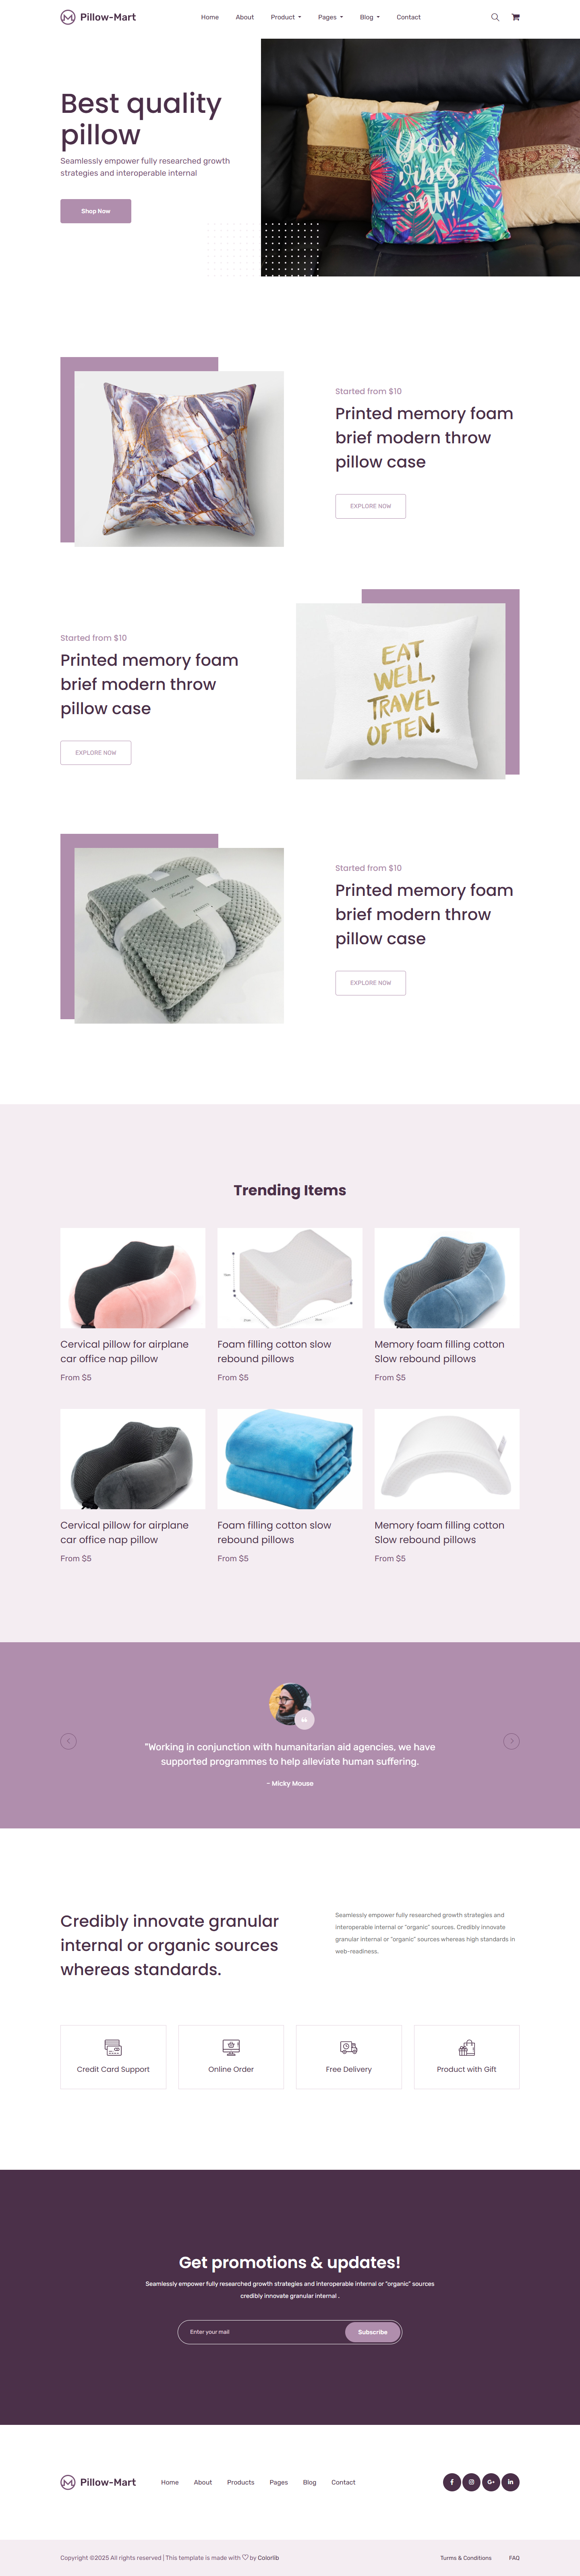 Pillow-Mart
Home About Product Pages Blog Contact
Best quality
pillow
Seamlessly empower fully researched growth
strategies and interoperable internal
Shop Now
Good
vibes
only
Started from $10
Printed memory foam
brief modern throw
pillow case
EXPLORE NOW
Started from $10
Printed memory foam
brief modern throw
pillow case
EXPLORE NOW
EAT
WELL,
TRAVEL
OFTEN.
Started from $10
Printed memory foam
brief modern throw
pillow case
EXPLORE NOW
Trending Items
Cervical pillow for airplane
car office nap pillow
From $5
Foam filling cotton slow
rebound pillows
From $5
Memory foam filling cotton
Slow rebound pillows
From $5
Cervical pillow for airplane
car office nap pillow
From $5
Foam filling cotton slow
rebound pillows
From $5
Memory foam filling cotton
Slow rebound pillows
From $5
"Working in conjunction with humanitarian aid agencies, we have
supported programmes to help alleviate human suffering.
- Micky Mouse
Credibly innovate granular
internal or organic sources
whereas standards.
Seamlessly empower fully researched growth strategies and
interoperable internal or "organic" sources. Credibly innovate
granular internal or "organic" sources whereas high standards in
web-readiness.
Credit Card Support
Online Order
Free Delivery
Product with Gift
Get promotions & updates!
Seamlessly empower fully researched growth strategies and interoperable internal or "organic" sources
credibly innovate granular internal .
Enter your mail
Subscribe
Pillow-Mart
Home About Products Pages Blog Contact
Copyright ©2025 All rights reserved | This template is made with ♡ by Colorlib
Terms & Conditions FAQ